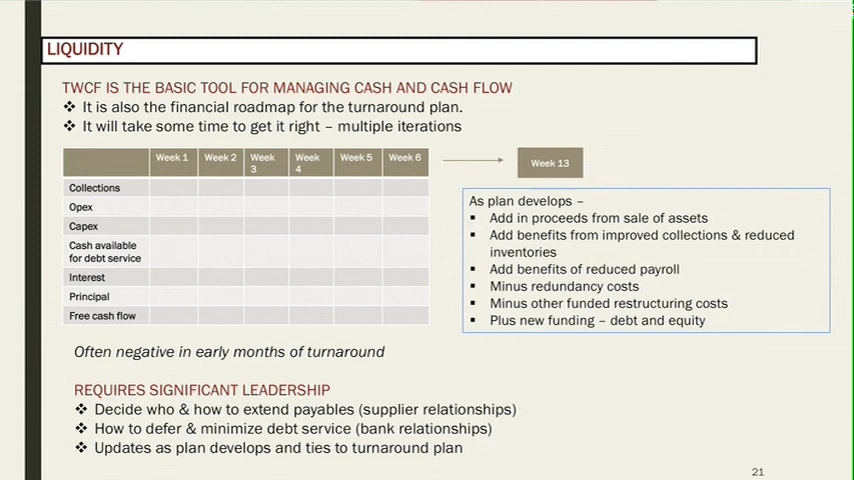 LIQUIDITY
TWCF IS THE BASIC TOOL FOR MANAGING CASH AND CASH FLOW
❖ It is also the financial roadmap for the turnaround plan.
❖ It will take some time to get it right – multiple iterations
Week 1 Week 2 Week 3 Week 4 Week 5 Week 6 Week 13
Collections
Opex
Capex
Cash available
for debt service
Interest
Principal
Free cash flow
As plan develops –
▪ Add in proceeds from sale of assets
▪ Add benefits from improved collections & reduced
inventories
▪ Add benefits of reduced payroll
▪ Minus redundancy costs
▪ Minus other funded restructuring costs
▪ Plus new funding – debt and equity
Often negative in early months of turnaround
REQUIRES SIGNIFICANT LEADERSHIP
❖ Decide who & how to extend payables (supplier relationships)
❖ How to defer & minimize debt service (bank relationships)
❖ Updates as plan develops and ties to turnaround plan
21